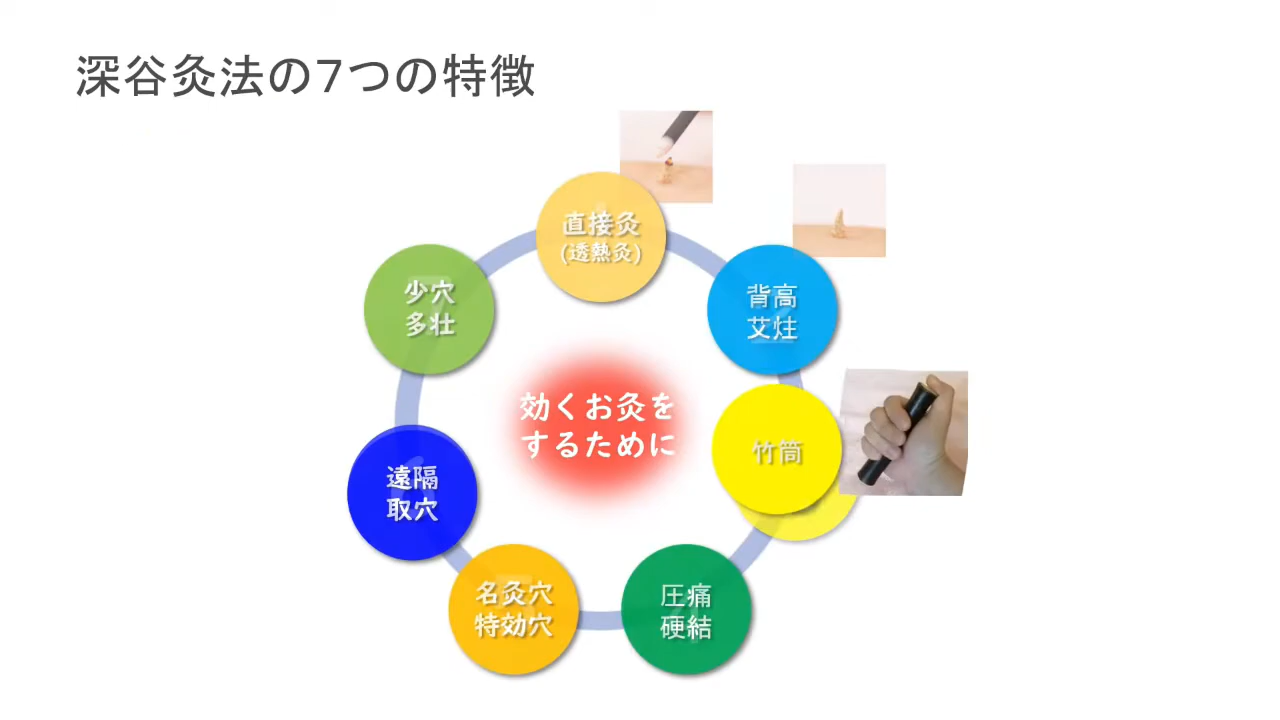 深谷灸法の7つの特徴
直接灸
(透熱灸)
背高
艾炷
竹筒
圧痛
硬結
名灸穴
特効穴
遠隔
取穴
少穴
多壮
効くお灸を
するために